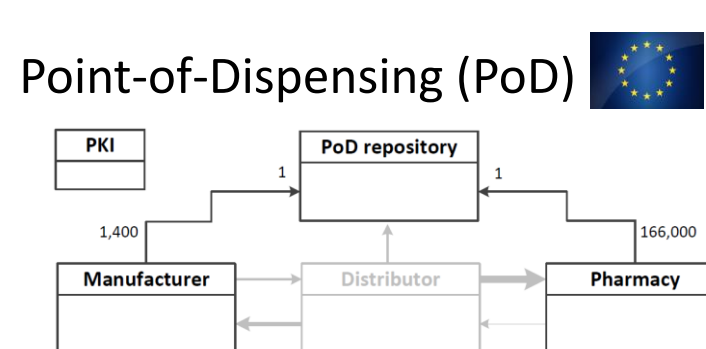 Point-of-Dispensing (PoD)
PKI
PoD repository
1
1
1,400
166,000
Manufacturer
Distributor
Pharmacy